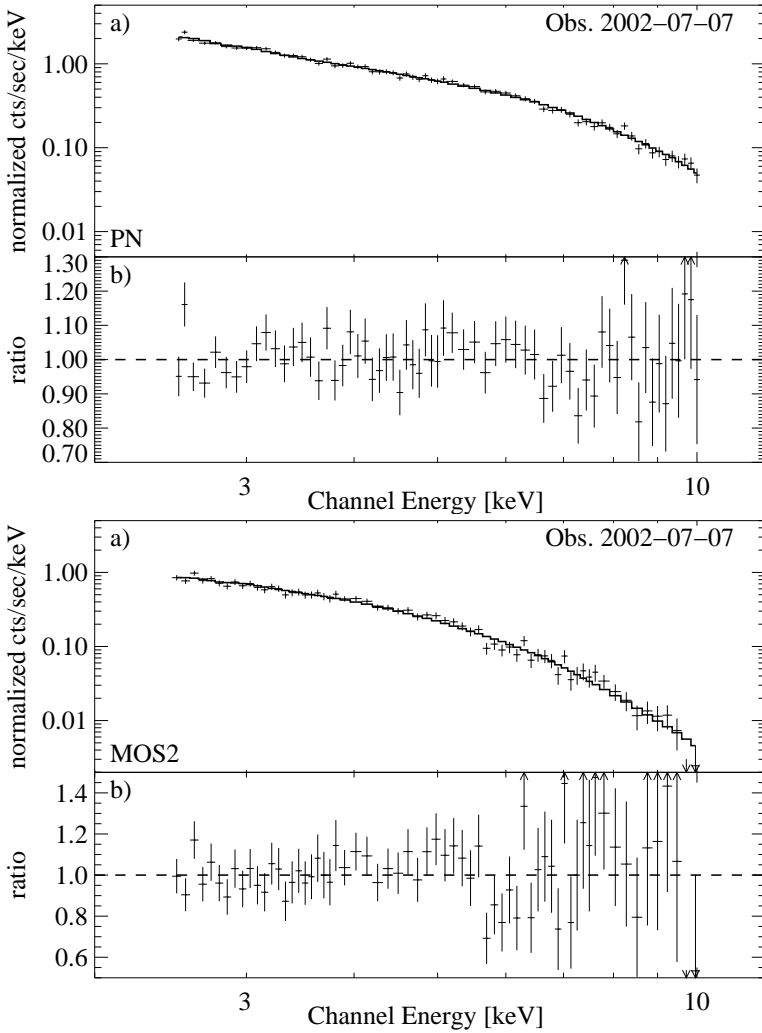 a)
Obs. 2002–07–07
normalized cts/sec/keV
1.00
0.10
0.01
PN
b)
ratio
1.30
1.20
1.10
1.00
0.90
0.80
0.70
3
10
Channel Energy [keV]
a)
Obs. 2002–07–07
normalized cts/sec/keV
1.00
0.10
0.01
MOS2
b)
ratio
1.4
1.2
1.0
0.8
0.6
3
10
Channel Energy [keV]